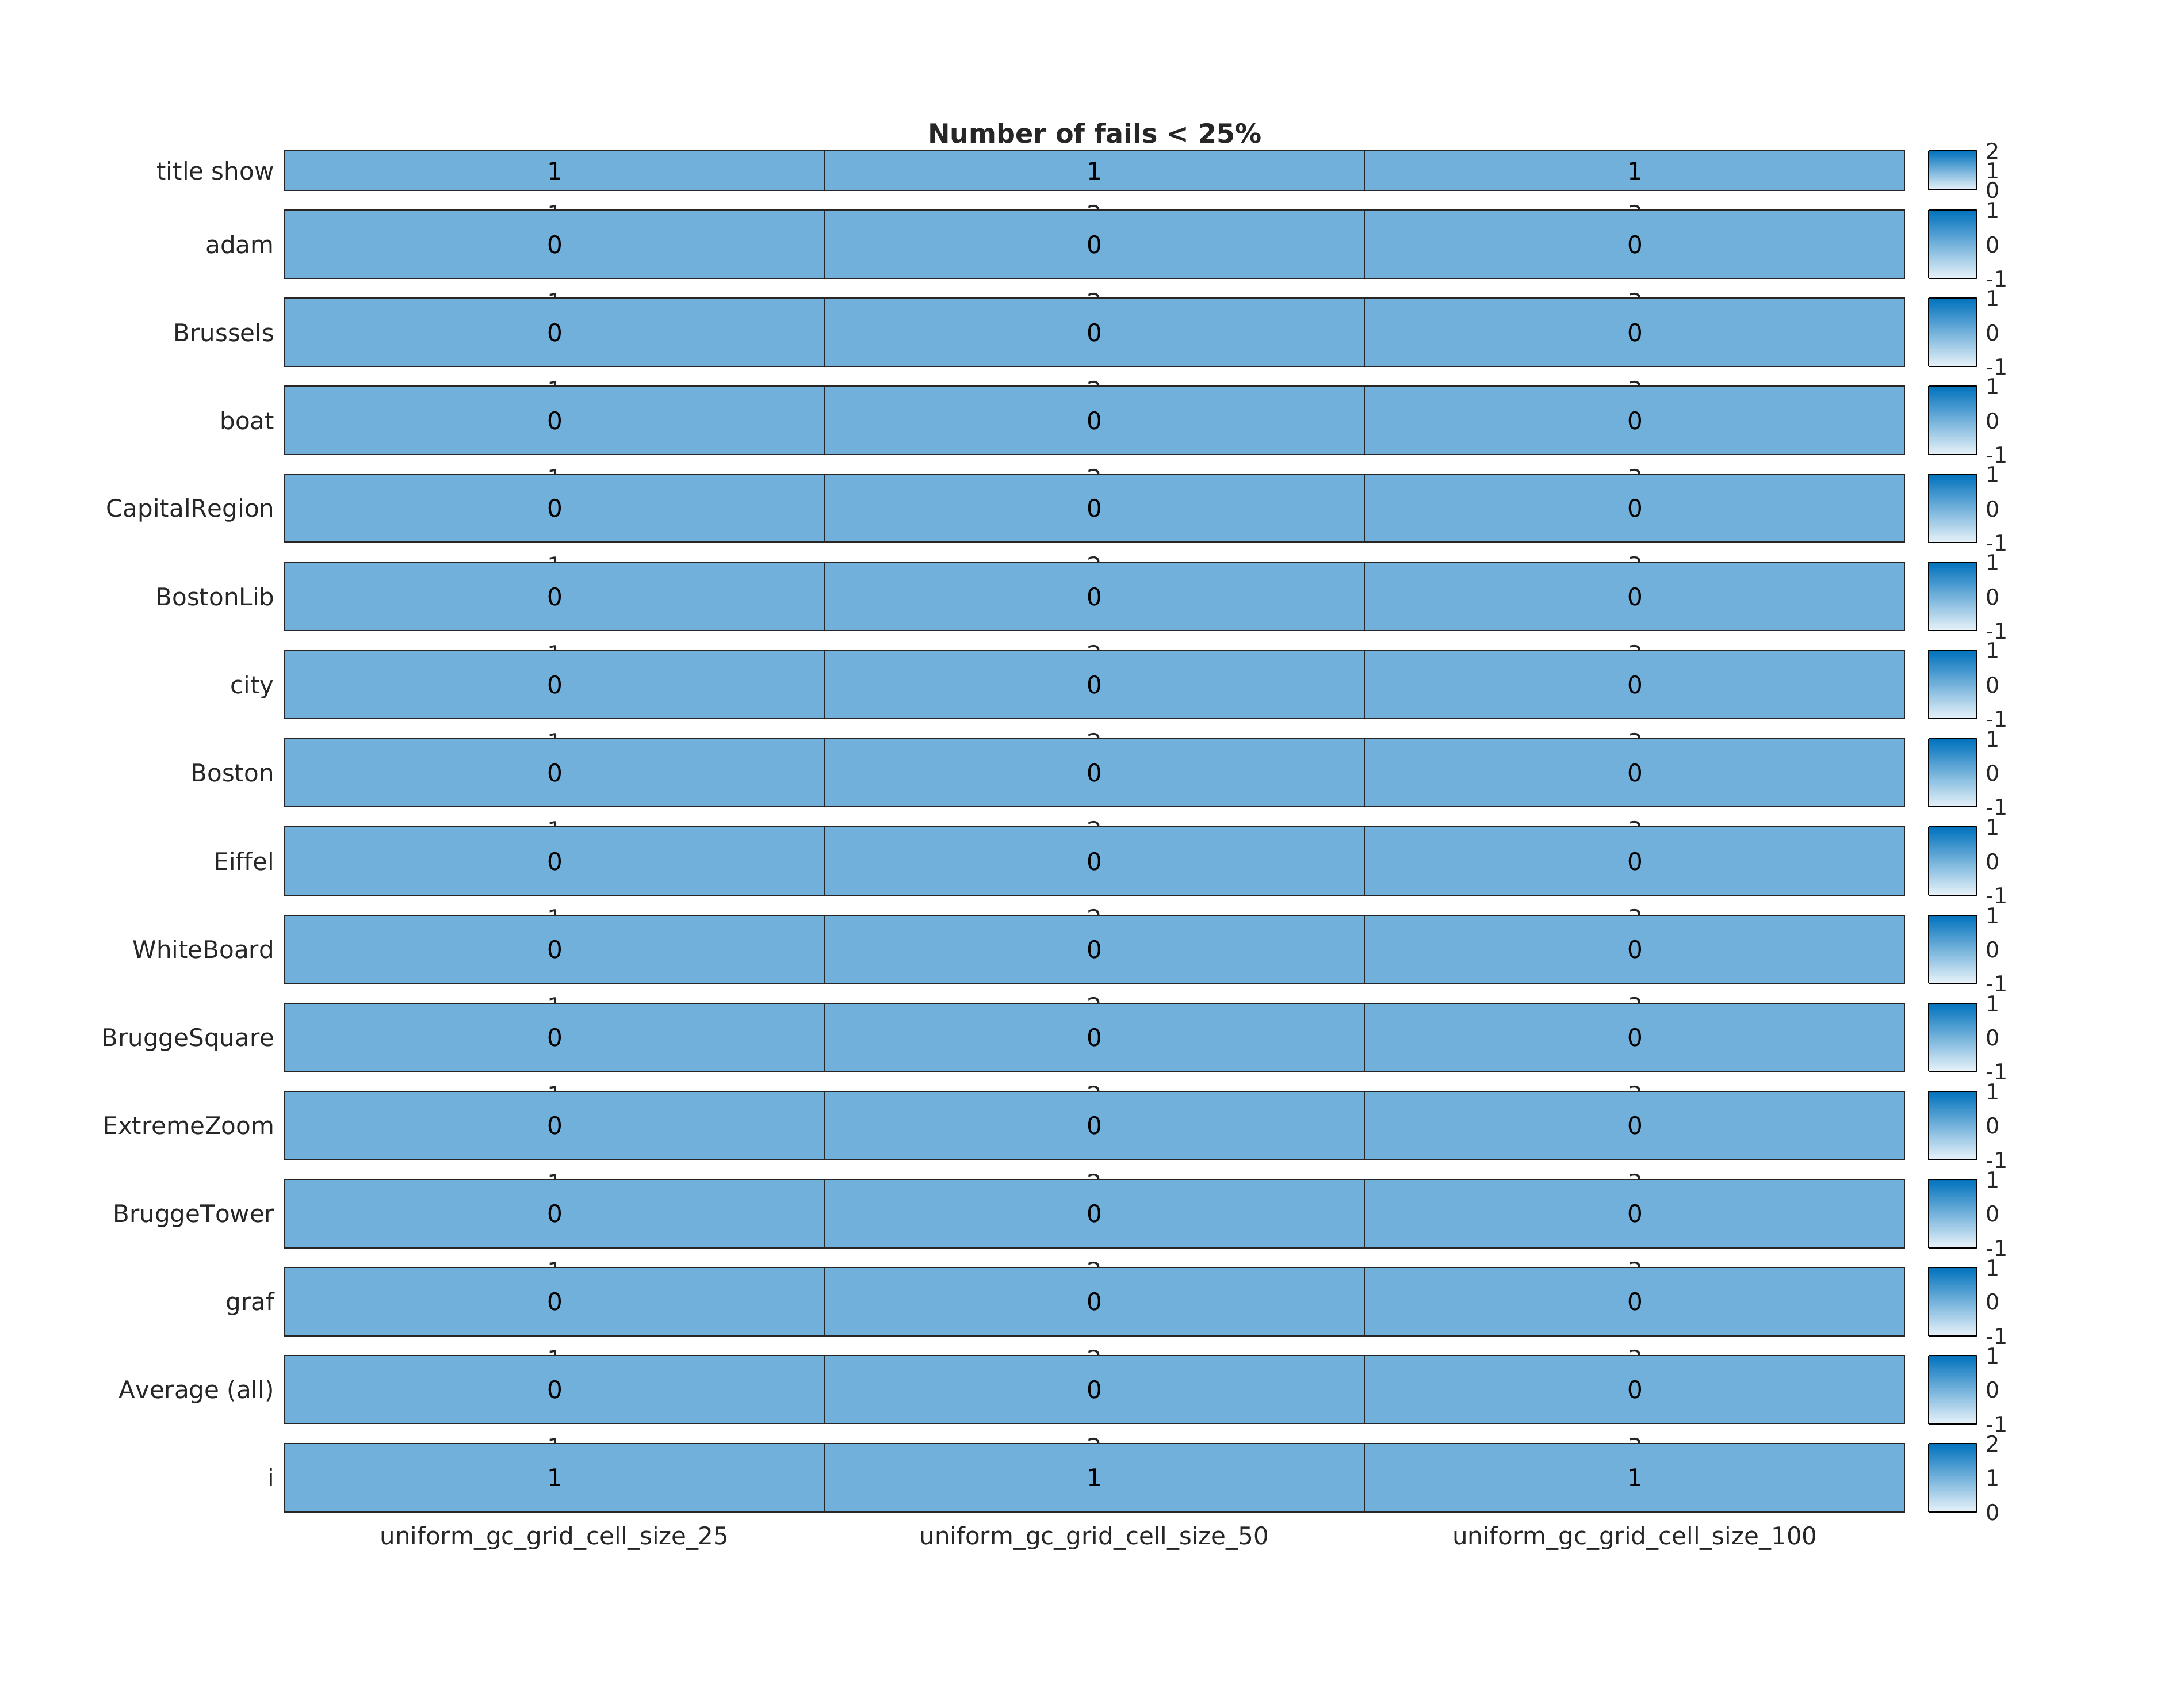 Number of fails < 25%
title show 1 1 1 2 1 0
adam 0 0 0 1 0 -1
Brussels 0 0 0 1 0 -1
boat 0 0 0 1 0 -1
CapitalRegion 0 0 0 1 0 -1
BostonLib 0 0 0 1 0 -1
city 0 0 0 1 0 -1
Boston 0 0 0 1 0 -1
Eiffel 0 0 0 1 0 -1
WhiteBoard 0 0 0 1 0 -1
BruggeSquare 0 0 0 1 0 -1
ExtremeZoom 0 0 0 1 0 -1
BruggeTower 0 0 0 1 0 -1
graf 0 0 0 1 0 -1
Average (all) 0 0 0 1 0 -1
i 1 1 1 2 1 0
uniform_gc_grid_cell_size_25 uniform_gc_grid_cell_size_50 uniform_gc_grid_cell_size_100